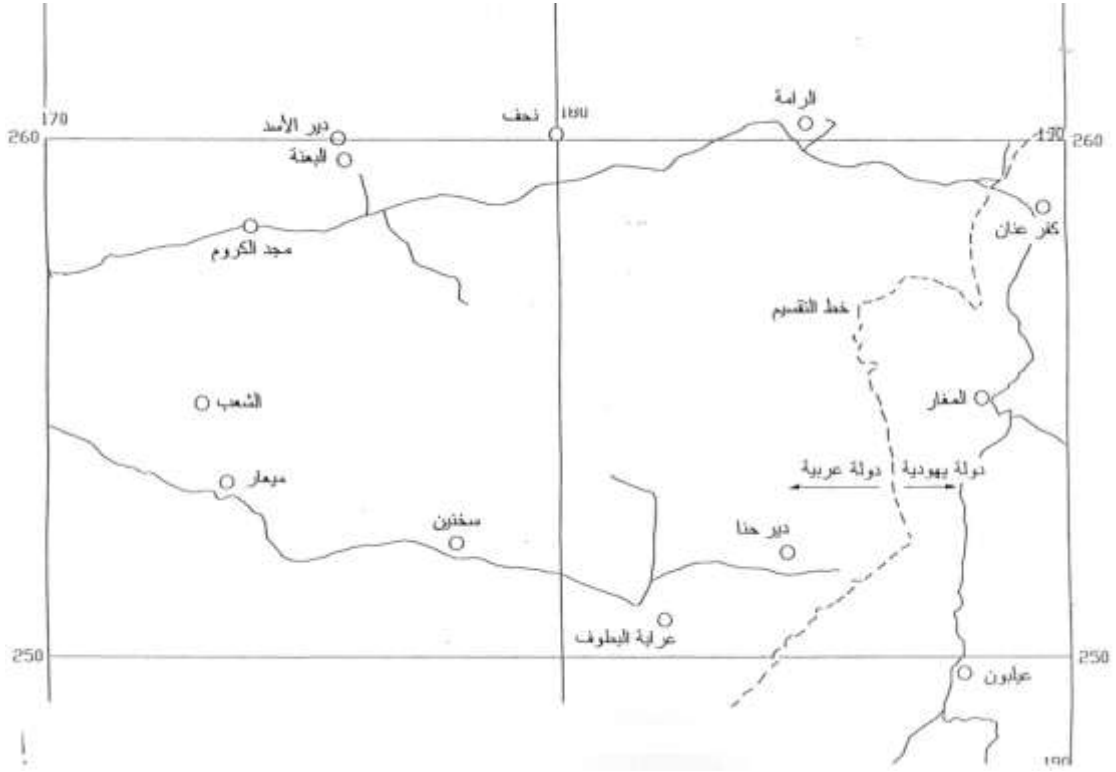 170
180
190
260
260
الرامة
نحف
دير الأسد
البعنة
كفر عنان
مجد الكروم
خط التقسيم
الشعب
المغار
دولة عربية
دولة يهودية
ميعار
سخنين
دير حنا
عرابة البطوف
250
250
عيلبون
190